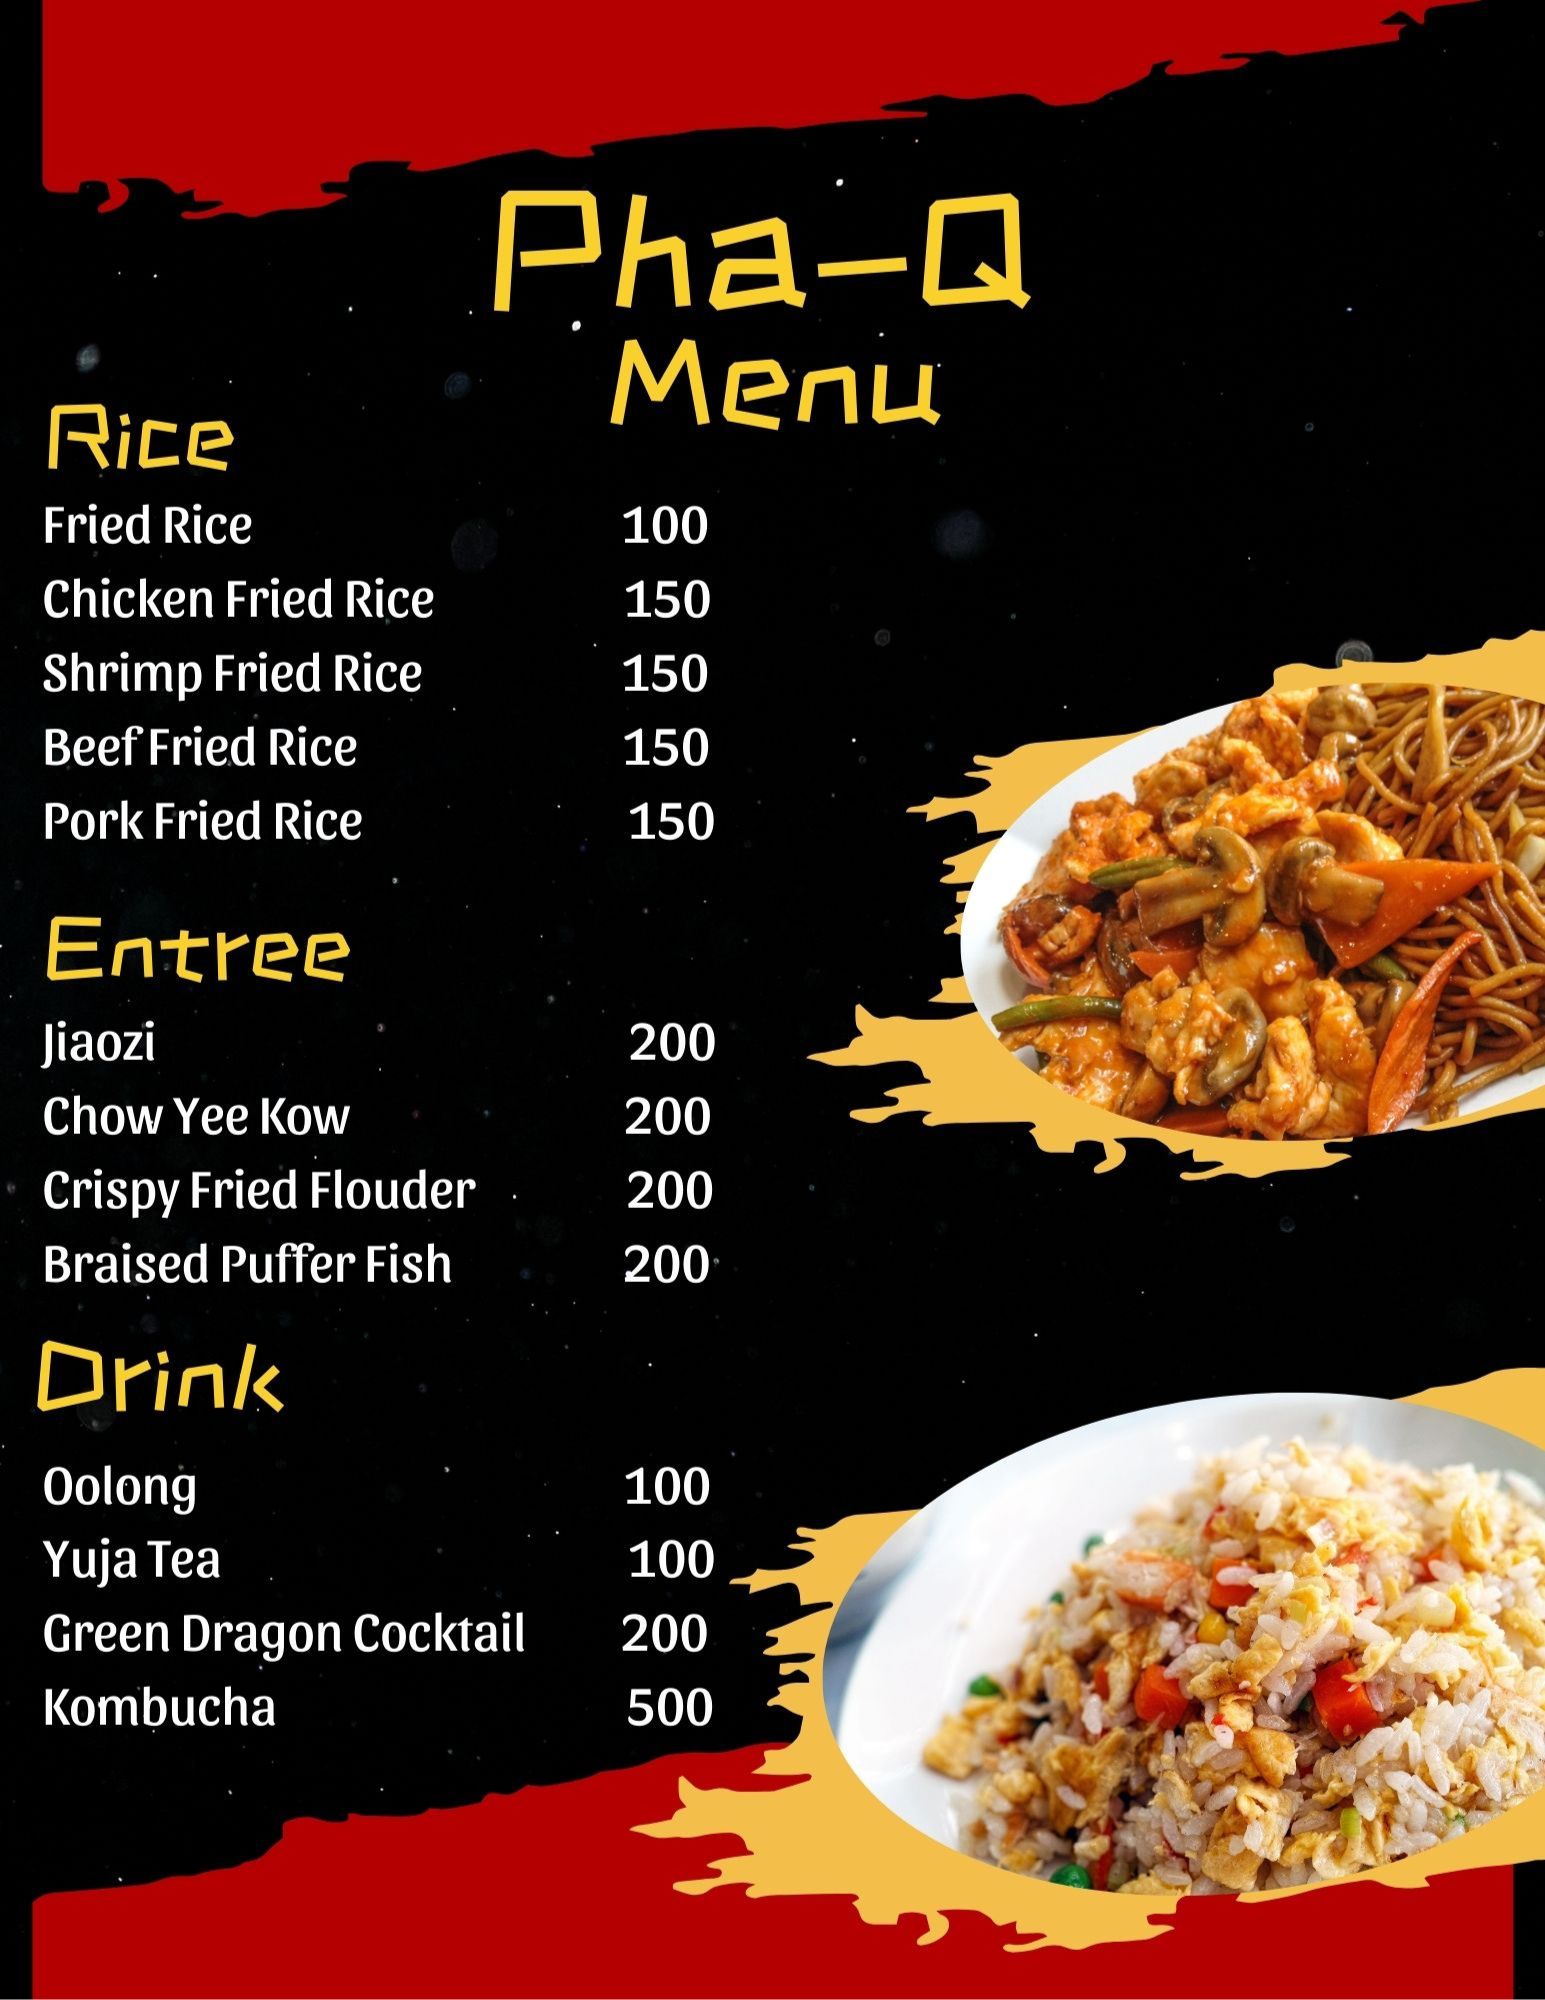 Pha-Q
Menu
Rice
Fried Rice 100
Chicken Fried Rice 150
Shrimp Fried Rice 150
Beef Fried Rice 150
Pork Fried Rice 150
Entree
Jiaozi 200
Chow Yee Kow 200
Crispy Fried Flouder 200
Braised Puffer Fish 200
Drink
Oolong 100
Yuja Tea 100
Green Dragon Cocktail 200
Kombucha 500